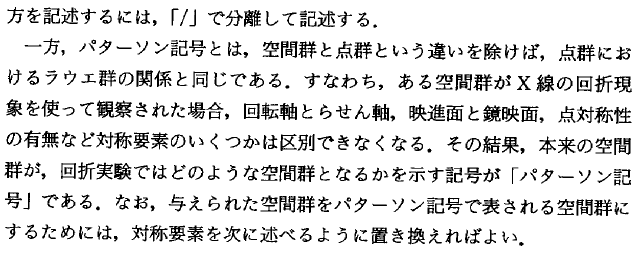 方を記述するには，「/」で分離して記述する．
一方，パターソン記号とは，空間群と点群という違いを除けば，点群にお
けるラウエ群の関係と同じである．すなわち，ある空間群がX線の回折現
象を使って観察された場合，回転軸とらせん軸，映進面と鏡映面，点対称性
の有無など対称要素のいくつかは区別できなくなる．その結果，本来の空間
群が，回折実験ではどのような空間群となるかを示す記号が「パターソン記
号」である．なお，与えられた空間群をパターソン記号で表される空間群に
するためには，対称要素を次に述べるように置き換えればよい．